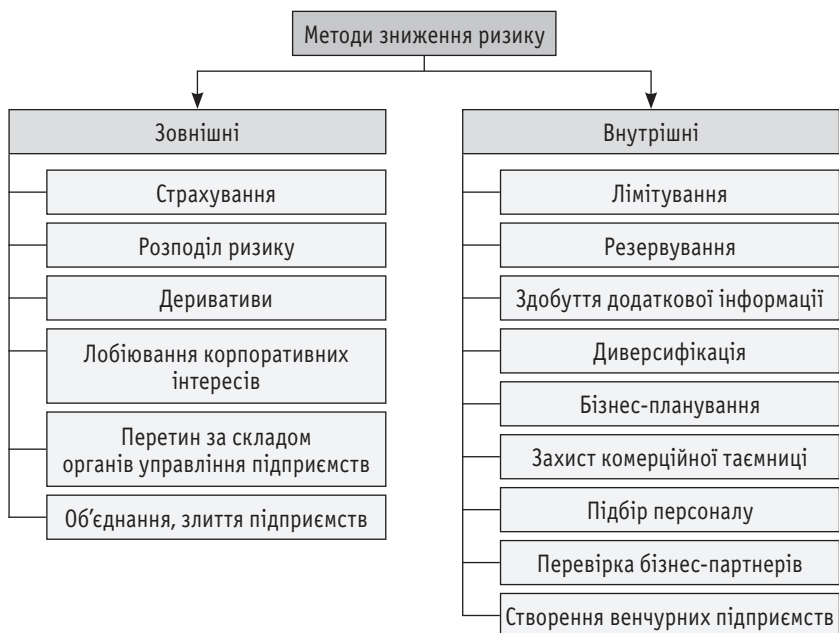 Методи зниження ризику
Зовнішні
Страхування
Розподіл ризику
Деривативи
Лобіювання корпоративних
інтересів
Перетин за складом
органів управління підприємств
Об’єднання, злиття підприємств
Внутрішні
Лімітування
Резервування
Здобуття додаткової інформації
Диверсифікація
Бізнес-планування
Захист комерційної таємниці
Підбір персоналу
Перевірка бізнес-партнерів
Створення венчурних підприємств